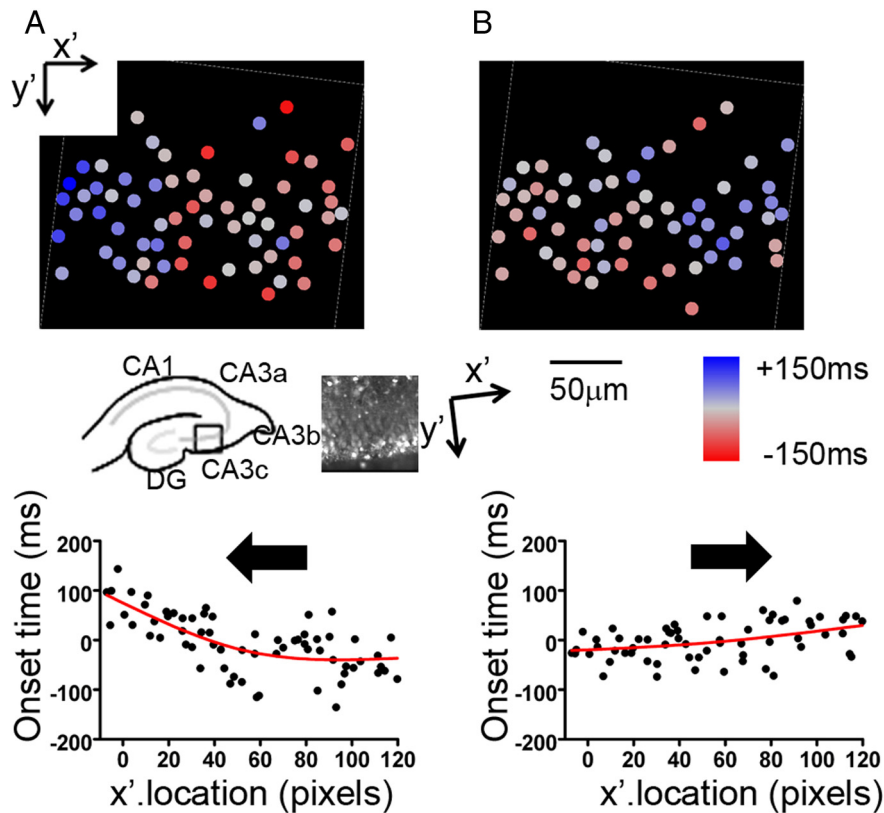 A
B
x’
y’
CA1
CA3a
CA3b
CA3c
DG
x’
y’
50μm
+150ms
-150ms
Onset time (ms)
200
100
0
-100
-200
0 20 40 60 80 100 120
x’.location (pixels)
Onset time (ms)
200
100
0
-100
-200
0 20 40 60 80 100 120
x’.location (pixels)